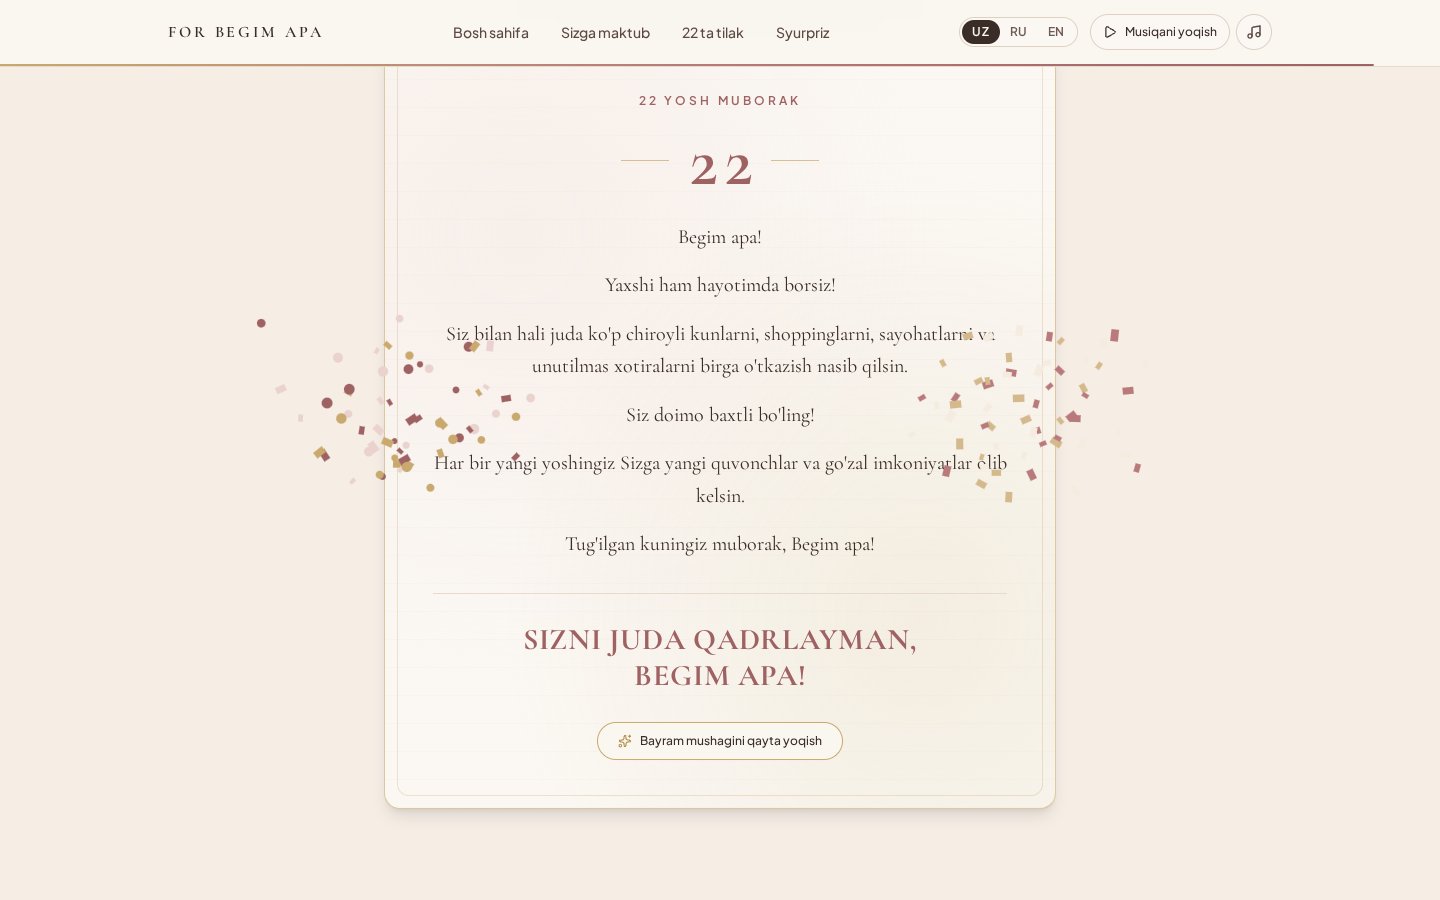 FOR BEGIM APA
Bosh sahifa
Sizga maktub
22 ta tilak
Syurpriz
UZ
RU
EN
Musiqani yoqish
22 YOSH MUBORAK
22
Begim apa!
Yaxshi ham hayotimda borsiz!
Siz bilan hali juda ko'p chiroyli kunlarni, shoppinglarni, sayohatlarni va
unutilmas xotiralarni birga o'tkazish nasib qilsin.
Siz doimo baxtli bo'ling!
Har bir yangi yoshingiz Sizga yangi quvonchlar va go'zal imkoniyatlar olib
kelsin.
Tug'ilgan kuningiz muborak, Begim apa!
SIZNI JUDA QADRLAYMAN,
BEGIM APA!
Bayram mushagini qayta yoqish